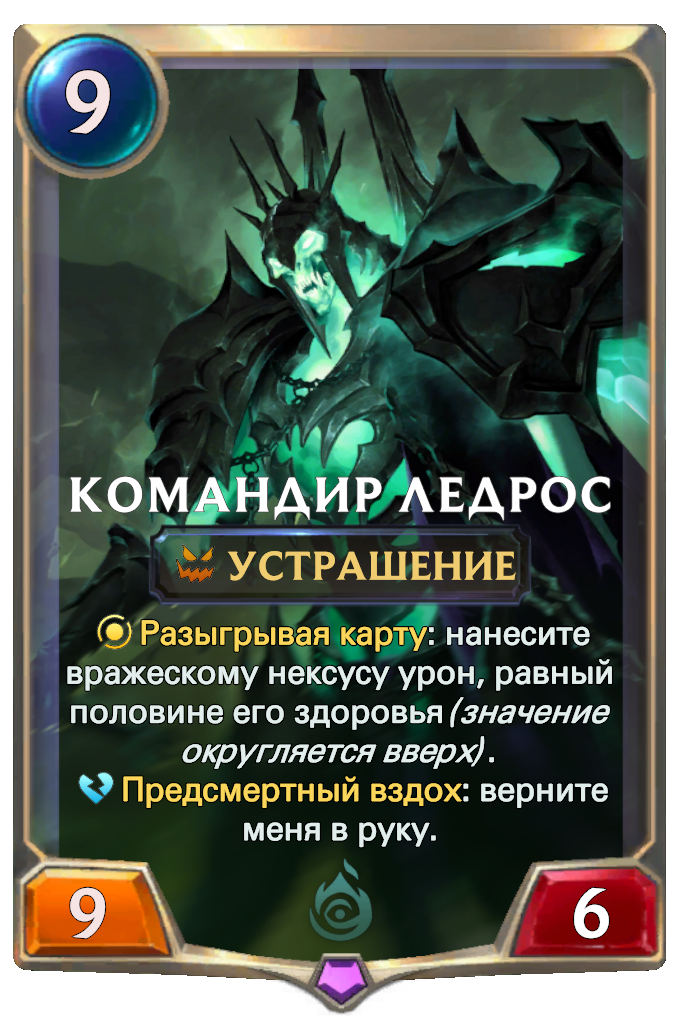 9
КОМАНДИР ЛЕДРОС
УСТРАШЕНИЕ
Разыгрывая карту: нанесите
вражескому нексусу урон, равный
половине его здоровья (значение
округляется вверх).
Предсмертный вздох: верните
меня в руку.
9
6